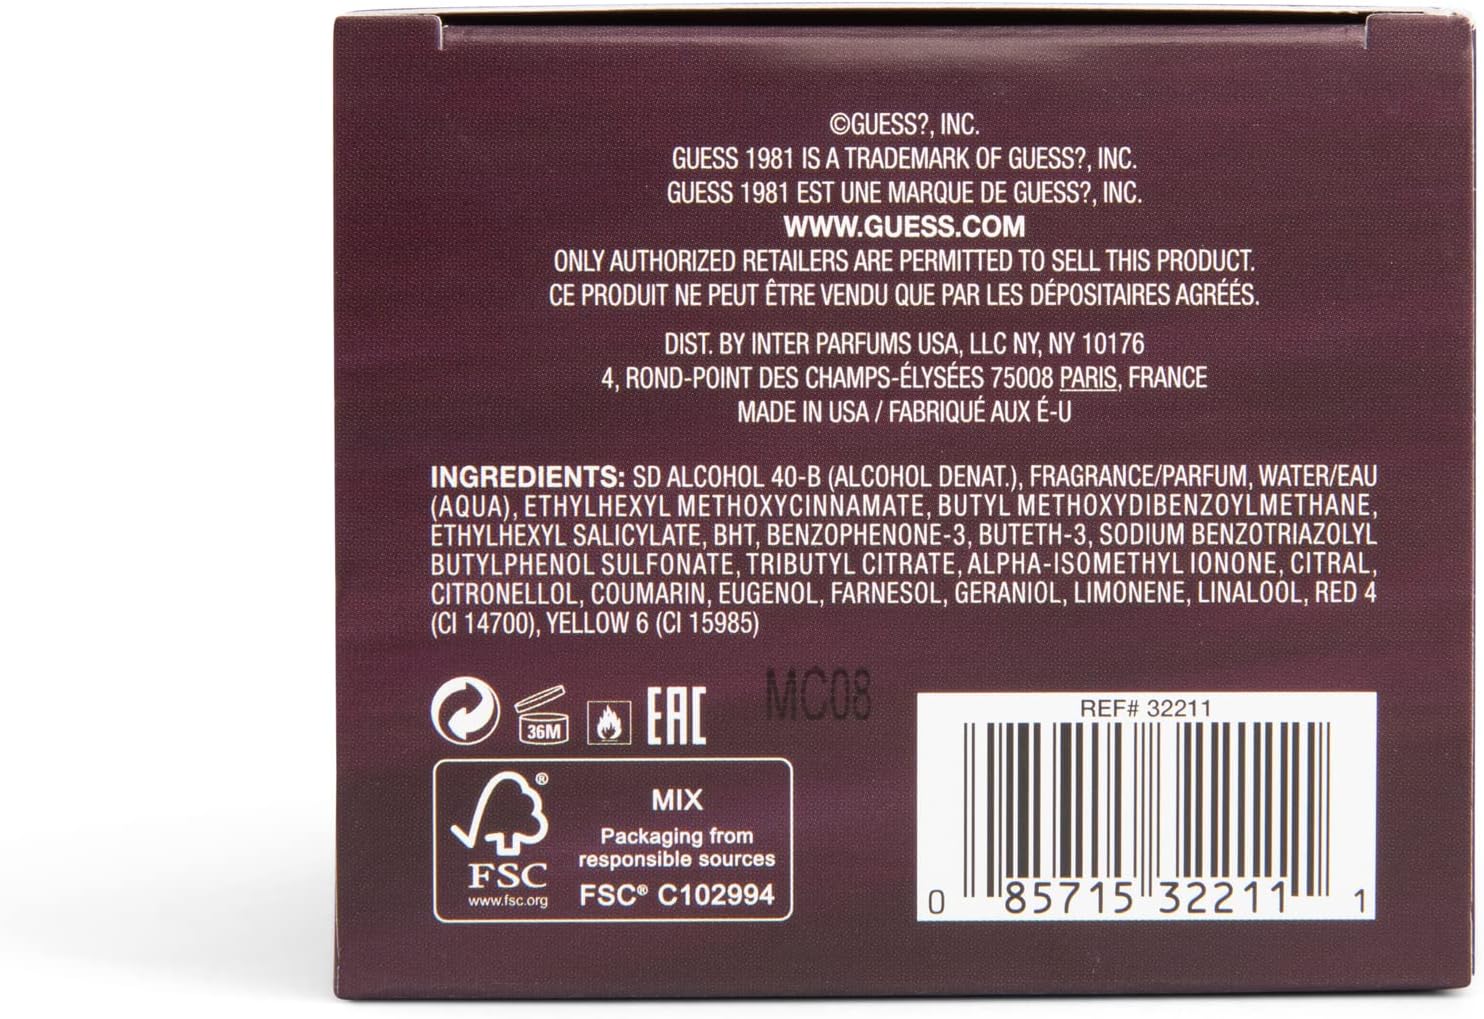 ©GUESS?, INC.
GUESS 1981 IS A TRADEMARK OF GUESS?, INC.
GUESS 1981 EST UNE MARQUE DE GUESS?, INC.
WWW.GUESS.COM
ONLY AUTHORIZED RETAILERS ARE PERMITTED TO SELL THIS PRODUCT.
CE PRODUIT NE PEUT ÊTRE VENDU QUE PAR LES DÉPOSITAIRES AGRÉÉS.
DIST. BY INTER PARFUMS USA, LLC NY, NY 10176
4, ROND-POINT DES CHAMPS-ÉLYSÉES 75008 PARIS, FRANCE
MADE IN USA / FABRIQUÉ AUX É-U
INGREDIENTS: SD ALCOHOL 40-B (ALCOHOL DENAT.), FRAGRANCE/PARFUM, WATER/EAU
(AQUA), ETHYLHEXYL METHOXYCINNAMATE, BUTYL METHOXYDIBENZOYLMETHANE,
ETHYLHEXYL SALICYLATE, BHT, BENZOPHENONE-3, BUTETH-3, SODIUM BENZOTRIAZOLYL
BUTYLPHENOL SULFONATE, TRIBUTYL CITRATE, ALPHA-ISOMETHYL IONONE, CITRAL,
CITRONELLOL, COUMARIN, EUGENOL, FARNESOL, GERANIOL, LIMONENE, LINALOOL, RED 4
(CI 14700), YELLOW 6 (CI 15985)
36M
EAC
MC08
MIX
Packaging from
responsible sources
FSC® C102994
®
FSC
www.fsc.org
REF# 32211
0 85715 32211 1